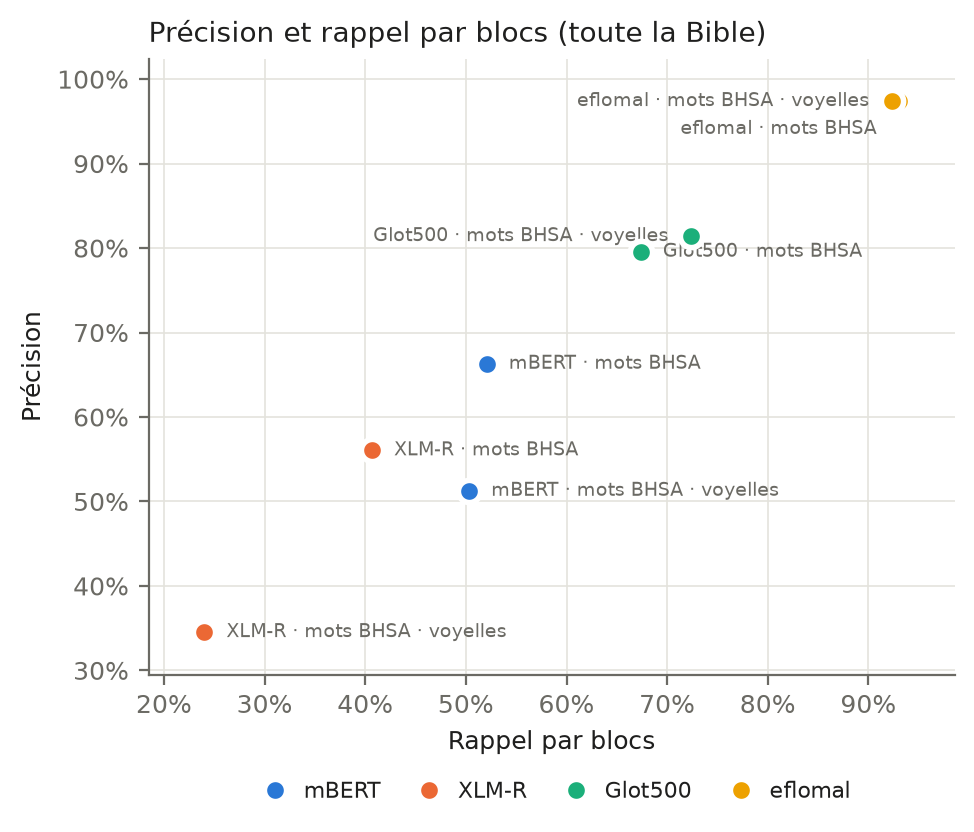 Précision et rappel par blocs (toute la Bible)
100%
90%
80%
70%
60%
50%
40%
30%
Précision
eflomal · mots BHSA · voyelles
eflomal · mots BHSA
Glot500 · mots BHSA · voyelles
Glot500 · mots BHSA
mBERT · mots BHSA
XLM-R · mots BHSA
mBERT · mots BHSA · voyelles
XLM-R · mots BHSA · voyelles
20% 30% 40% 50% 60% 70% 80% 90%
Rappel par blocs
mBERT XLM-R Glot500 eflomal